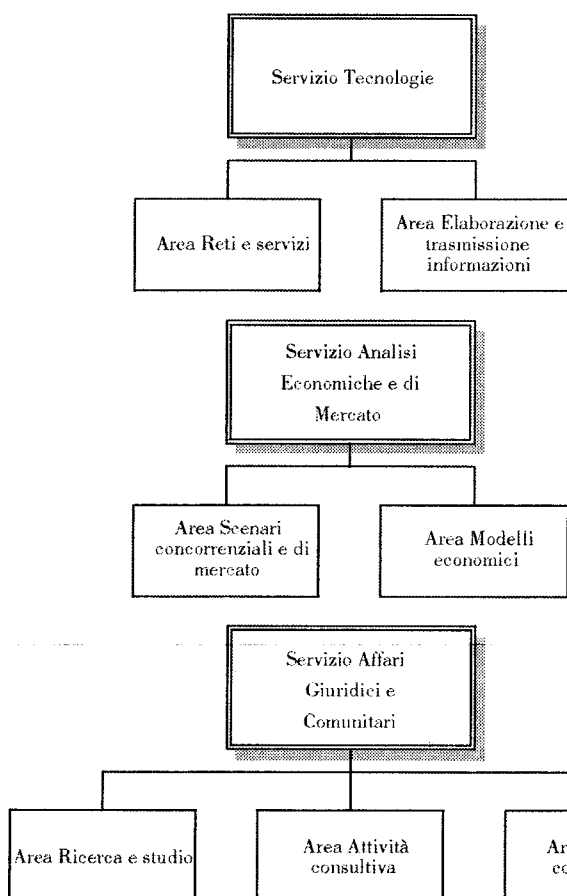 Servizio Tecnologie
Area Reti e servizi
Area Elaborazione e
trasmissione
informazioni
Servizio Analisi
Economiche e di
Mercato
Area Scenari
concorrenziali e di
mercato
Area Modelli
economici
Servizio Affari
Giuridici e
Comunitari
Area Ricerca e studio
Area Attività
consultiva